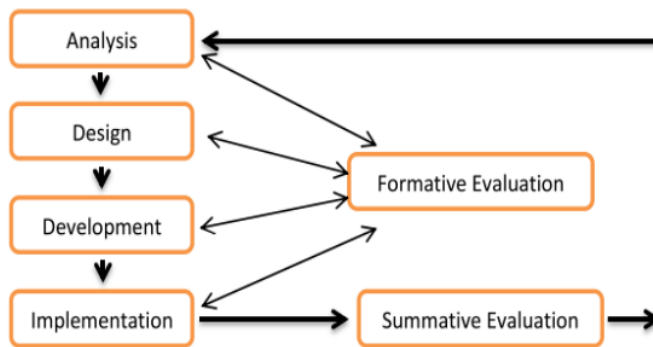 Analysis
Design
Formative Evaluation
Development
Implementation
Summative Evaluation